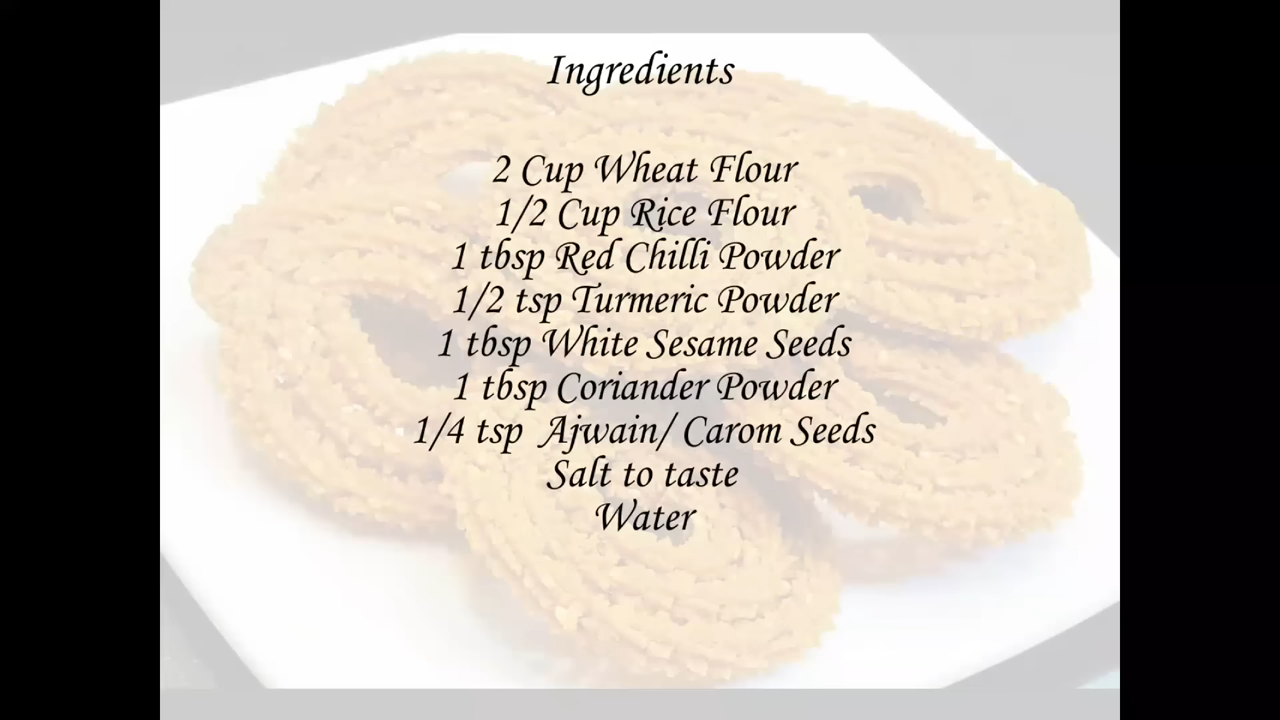 Ingredients
2 Cup Wheat Flour
1/2 Cup Rice Flour
1 tbsp Red Chilli Powder
1/2 tsp Turmeric Powder
1 tbsp White Sesame Seeds
1 tbsp Coriander Powder
1/4 tsp  Ajwain/ Carom Seeds
Salt to taste
Water